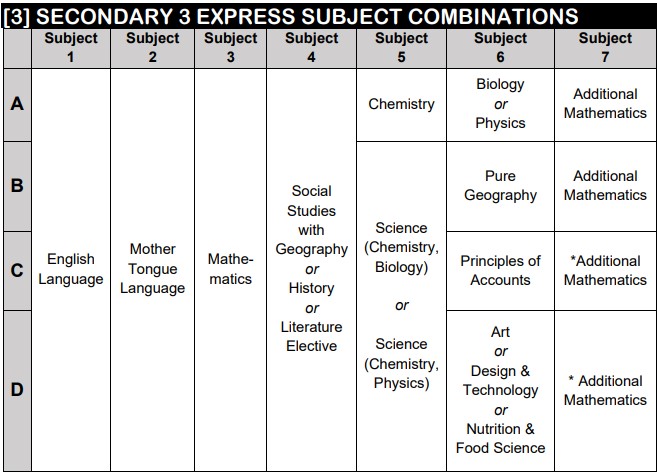 [3] SECONDARY 3 EXPRESS SUBJECT COMBINATIONS
Subject 1
Subject 2
Subject 3
Subject 4
Subject 5
Subject 6
Subject 7
A
B
C
D
English
Language
Mother
Tongue
Language
Mathe-
matics
Social
Studies
with
Geography
or
History
or
Literature
Elective
Chemistry
Science
(Chemistry,
Biology)
or
Science
(Chemistry,
Physics)
Biology
or
Physics
Pure
Geography
Principles of
Accounts
Art
or
Design &
Technology
or
Nutrition &
Food Science
Additional
Mathematics
Additional
Mathematics
*Additional
Mathematics
* Additional
Mathematics